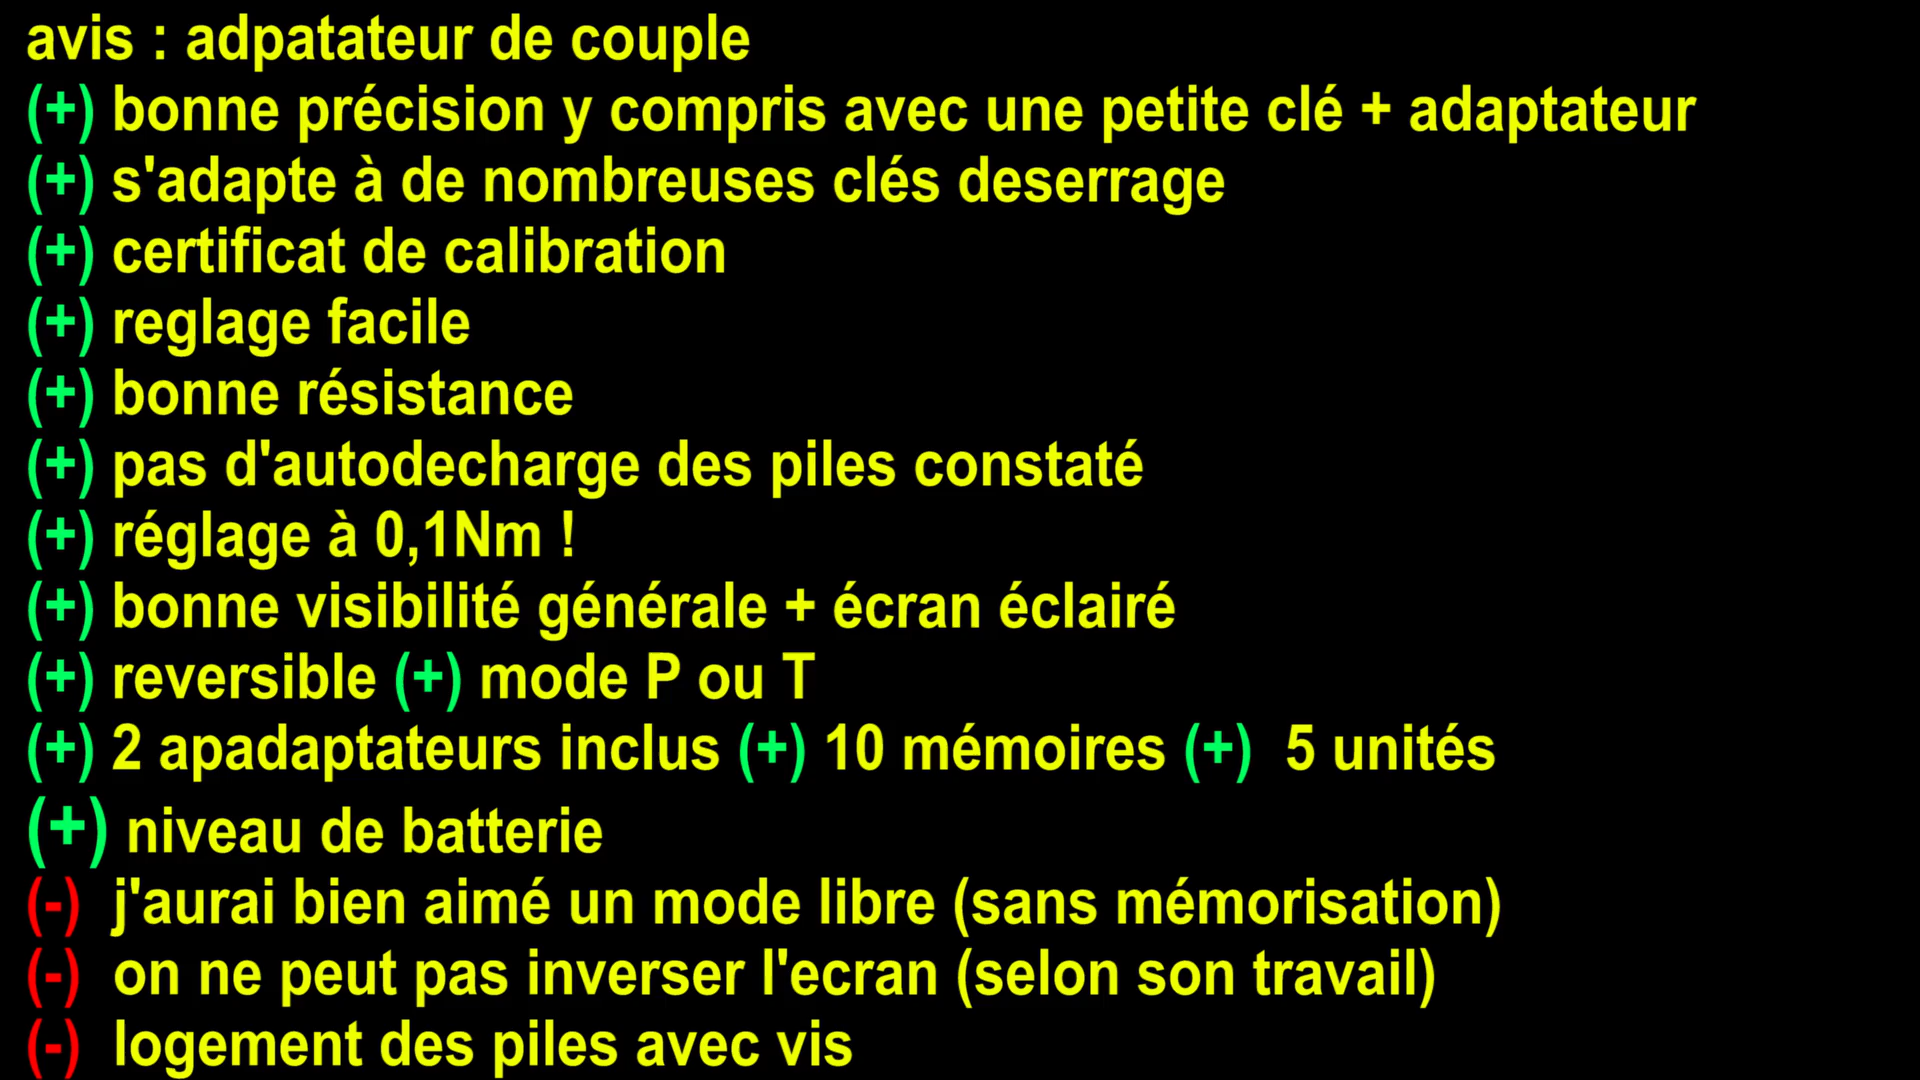 avis : adpatateur de couple
(+) bonne précision y compris avec une petite clé + adaptateur
(+) s'adapte à de nombreuses clés deserrage
(+) certificat de calibration
(+) reglage facile
(+) bonne résistance
(+) pas d'autodecharge des piles constaté
(+) réglage à 0,1Nm !
(+) bonne visibilité générale + écran éclairé
(+) reversible (+) mode P ou T
(+) 2 apadaptateurs inclus (+) 10 mémoires (+) 5 unités
(+) niveau de batterie
(-) j'aurai bien aimé un mode libre (sans mémorisation)
(-) on ne peut pas inverser l'ecran (selon son travail)
(-) logement des piles avec vis